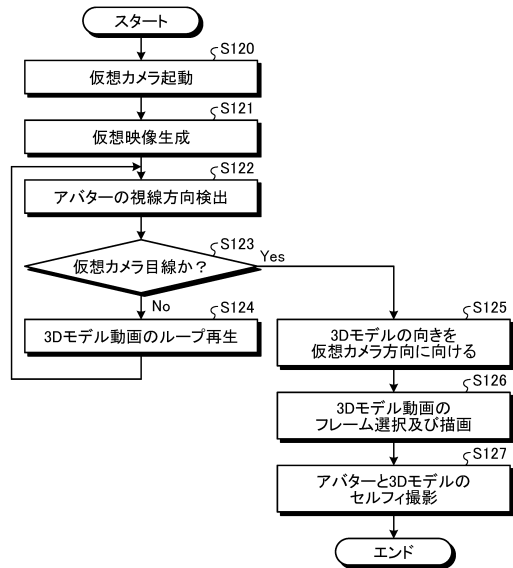 スタート
S120
仮想カメラ起動
S121
仮想映像生成
S122
アバターの視線方向検出
S123
仮想カメラ目線か？
Yes
No
S124
3Dモデル動画のループ再生
S125
3Dモデルの向きを
仮想カメラ方向に向ける
S126
3Dモデル動画の
フレーム選択及び描画
S127
アバターと3Dモデルの
セルフィ撮影
エンド